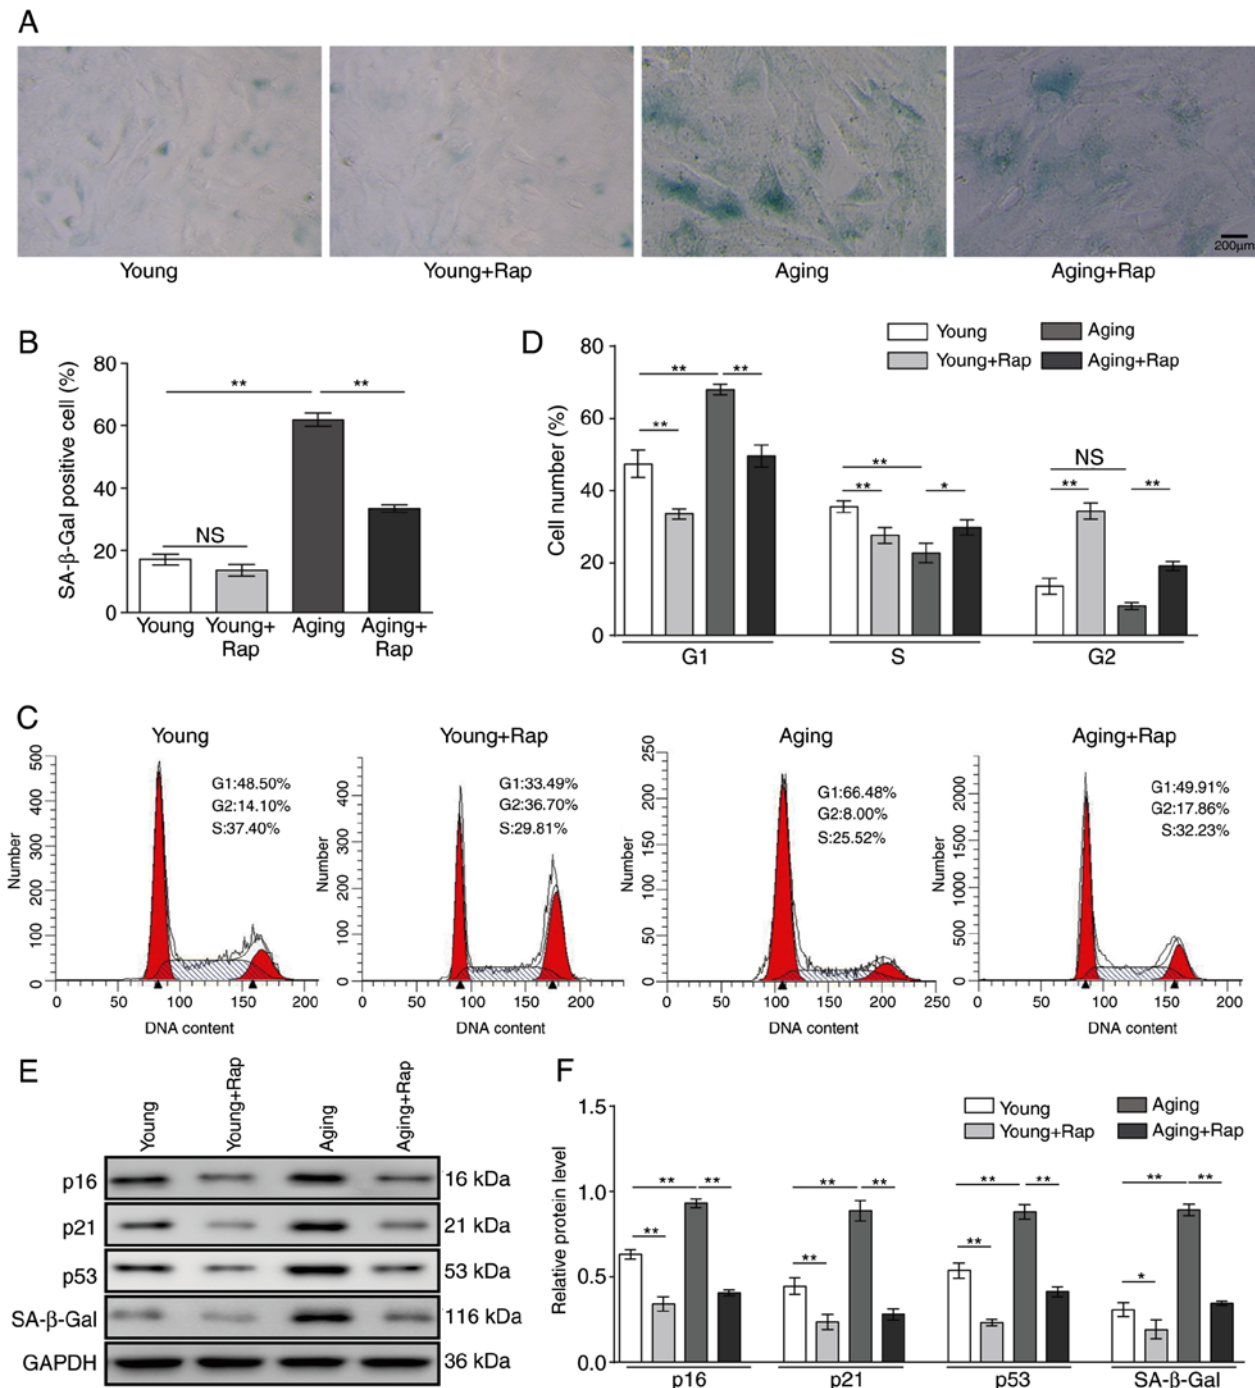 A
Young
Young+Rap
Aging
Aging+Rap
200µm
B
SA-β-Gal positive cell (%)
80
60
40
20
0
**
**
NS
Young
Young+
Rap
Aging
Aging+
Rap
D
Young
Aging
Young+Rap
Aging+Rap
Cell number (%)
80
60
40
20
0
**
**
**
**
**
*
NS
**
**
G1
S
G2
C
Young
Number
500
400
300
200
100
0
G1:48.50%
G2:14.10%
S:37.40%
0
50
100
150
200
DNA content
Young+Rap
Number
400
300
200
100
0
G1:33.49%
G2:36.70%
S:29.81%
0
50
100
150
200
DNA content
Aging
Number
250
200
150
100
50
0
G1:66.48%
G2:8.00%
S:25.52%
0
50
100
150
200
250
DNA content
Aging+Rap
Number
2000
1500
1000
500
0
G1:49.91%
G2:17.86%
S:32.23%
0
50
100
150
200
DNA content
E
Young
Young+Rap
Aging
Aging+Rap
p16
16 kDa
p21
21 kDa
p53
53 kDa
SA-β-Gal
116 kDa
GAPDH
36 kDa
F
Young
Aging
Young+Rap
Aging+Rap
Relative protein level
1.5
1.0
0.5
0.0
**
**
**
**
**
**
**
**
**
**
**
*
p16
p21
p53
SA-β-Gal